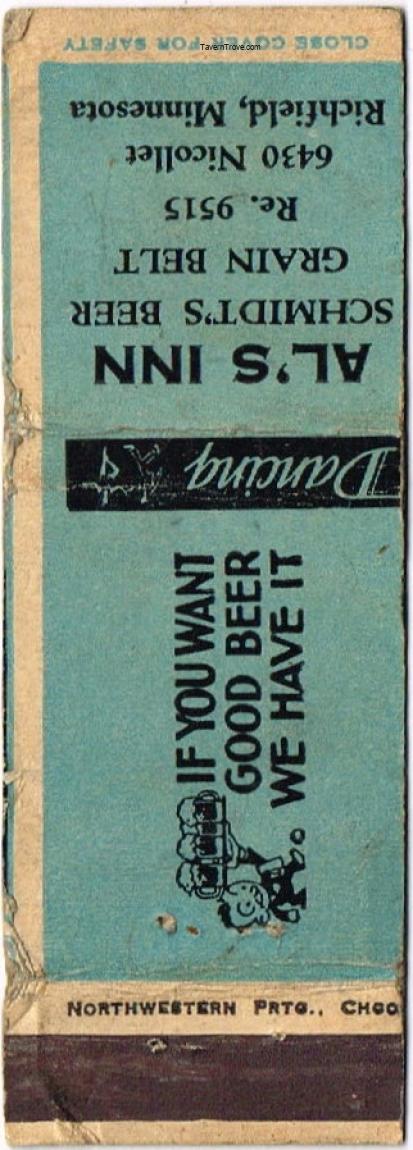 TavernTrove.com
CLOSE COVER FOR SAFETY
Richfield, Minnesota
6430 Nicollet
Re. 9515
GRAIN BELT
SCHMIDT'S BEER
AL'S INN
Dancing
IF YOU WANT
GOOD BEER
WE HAVE IT
NORTHWESTERN PRTG., CHGO